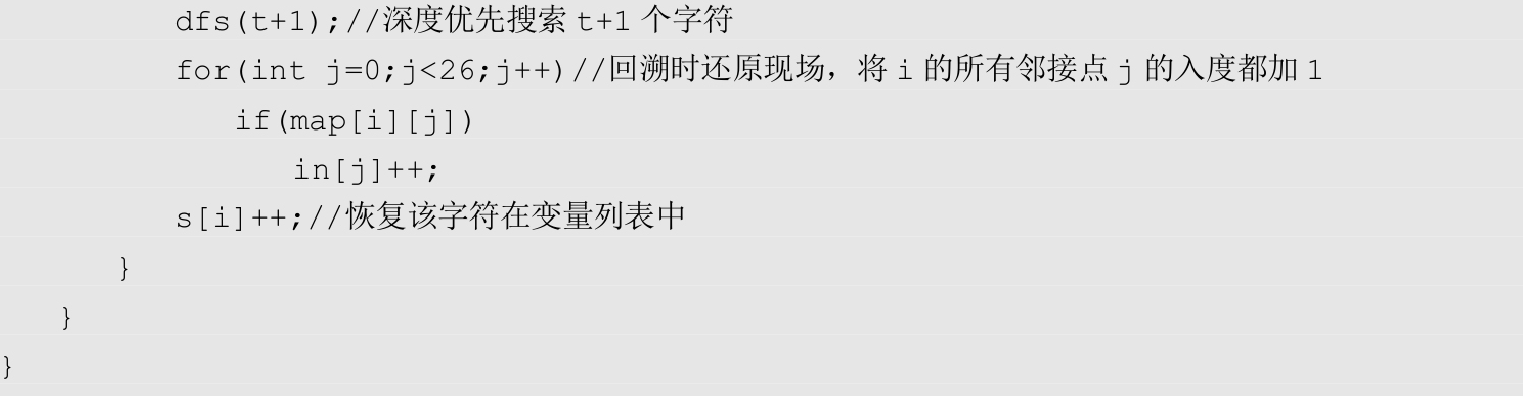 dfs(t+1);//深度优先搜索 t+1 个字符
for(int j=0;j<26;j++)//回溯时还原现场，将 i 的所有邻接点 j 的入度都加 1
if(map[i][j])
in[j]++;
s[i]++;//恢复该字符在变量列表中
}
}
}